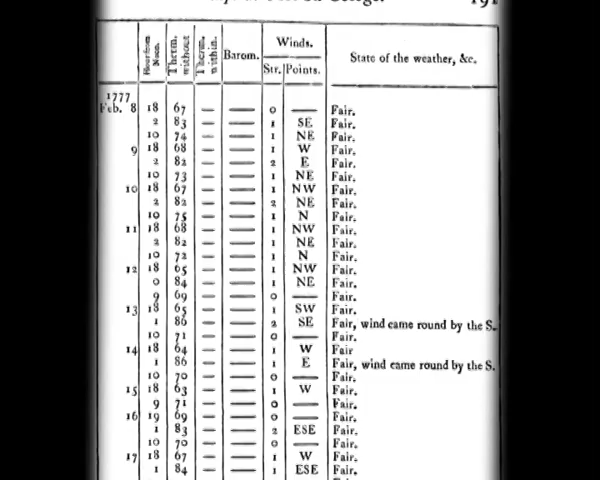 191
Hour from Noon. Therm. without Therm. within. Barom. Winds. State of the weather, &c.
Str. Points.
1777
Feb. 8 18 67 — — 0 — Fair.
2 83 — — 1 SE Fair.
10 74 — — 1 NE Fair.
9 18 68 — — 1 W Fair.
2 82 — — 2 E Fair.
10 73 — — 1 NE Fair.
10 18 67 — — 1 NW Fair.
2 82 — — 2 NE Fair.
10 75 — — 1 N Fair.
11 18 68 — — 1 NW Fair.
2 82 — — 1 NE Fair.
10 72 — — 1 N Fair.
12 18 65 — — 1 NW Fair.
0 84 — — 1 NE Fair.
9 69 — — 0 — Fair.
13 18 65 — — 1 SW Fair.
1 86 — — 2 SE Fair, wind came round by the S.
10 71 — — 0 — Fair.
14 18 64 — — 1 W Fair
1 86 — — 1 E Fair, wind came round by the S.
10 70 — — 0 — Fair.
15 18 63 — — 1 W Fair.
9 71 — — 0 — Fair.
16 19 69 — — 0 — Fair.
1 83 — — 2 ESE Fair.
10 70 — — 0 — Fair.
17 18 67 — — 1 W Fair.
1 84 — — 1 ESE Fair.